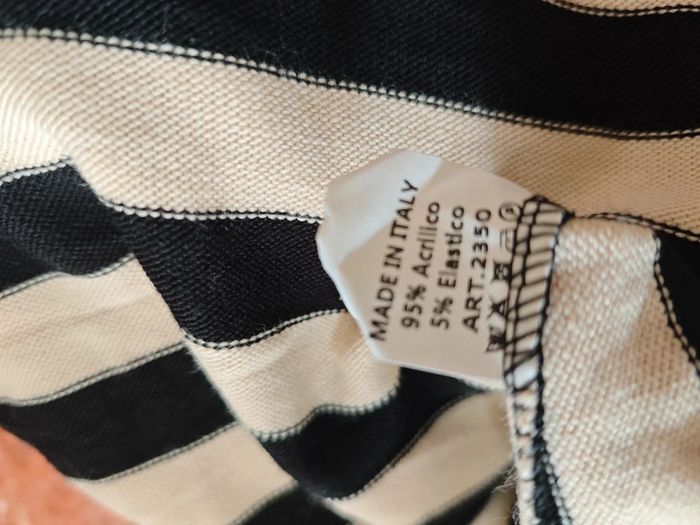 MADE IN ITALY
95% Acrilico
5% Elastico
ART.2350